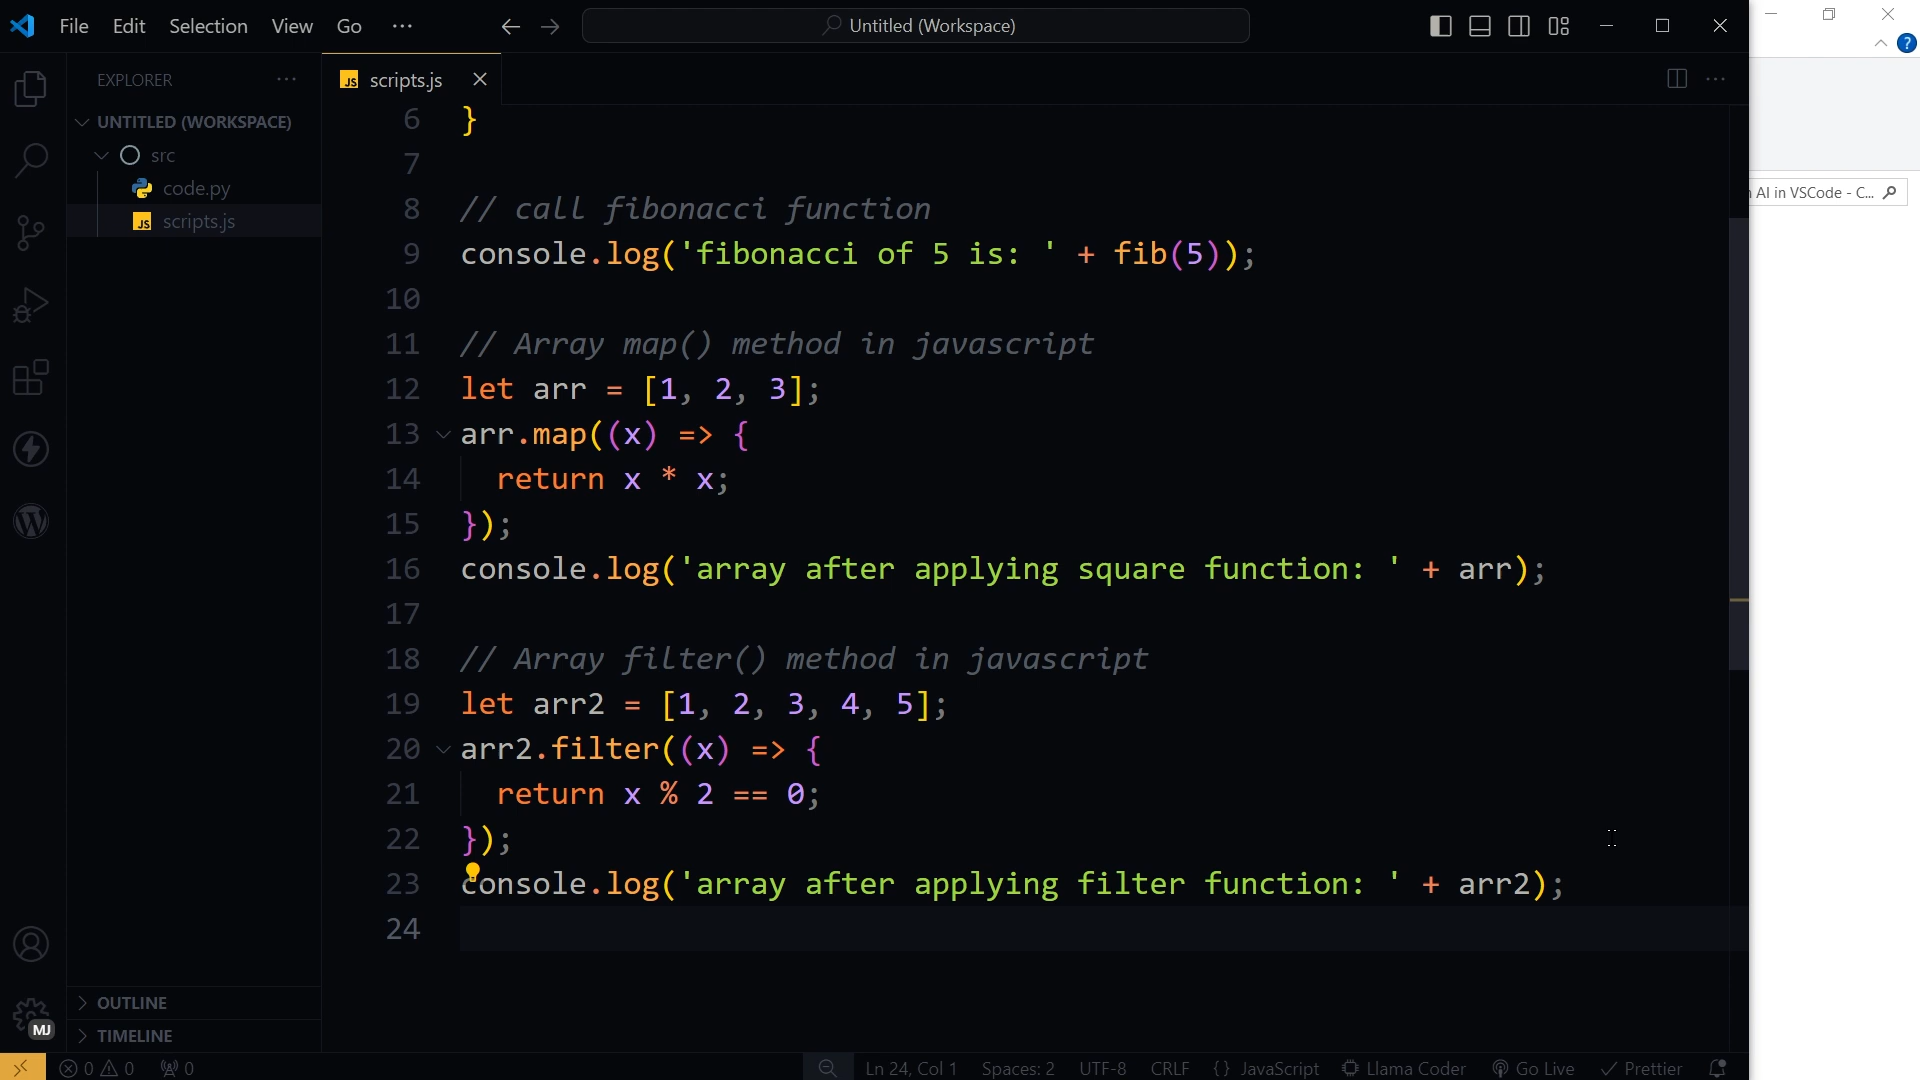 File Edit Selection View Go ··· Untitled (Workspace)
EXPLORER ···
UNTITLED (WORKSPACE)
src
code.py
JS scripts.js
OUTLINE
TIMELINE
MJ
JS scripts.js
6 }
7
8 // call fibonacci function
9 console.log('fibonacci of 5 is: ' + fib(5));
10
11 // Array map() method in javascript
12 let arr = [1, 2, 3];
13 arr.map((x) => {
14 return x * x;
15 });
16 console.log('array after applying square function: ' + arr);
17
18 // Array filter() method in javascript
19 let arr2 = [1, 2, 3, 4, 5];
20 arr2.filter((x) => {
21 return x % 2 == 0;
22 });
23 console.log('array after applying filter function: ' + arr2);
24
0 0 0 Ln 24, Col 1 Spaces: 2 UTF-8 CRLF {} JavaScript Llama Coder Go Live Prettier
?
AI in VSCode - C...